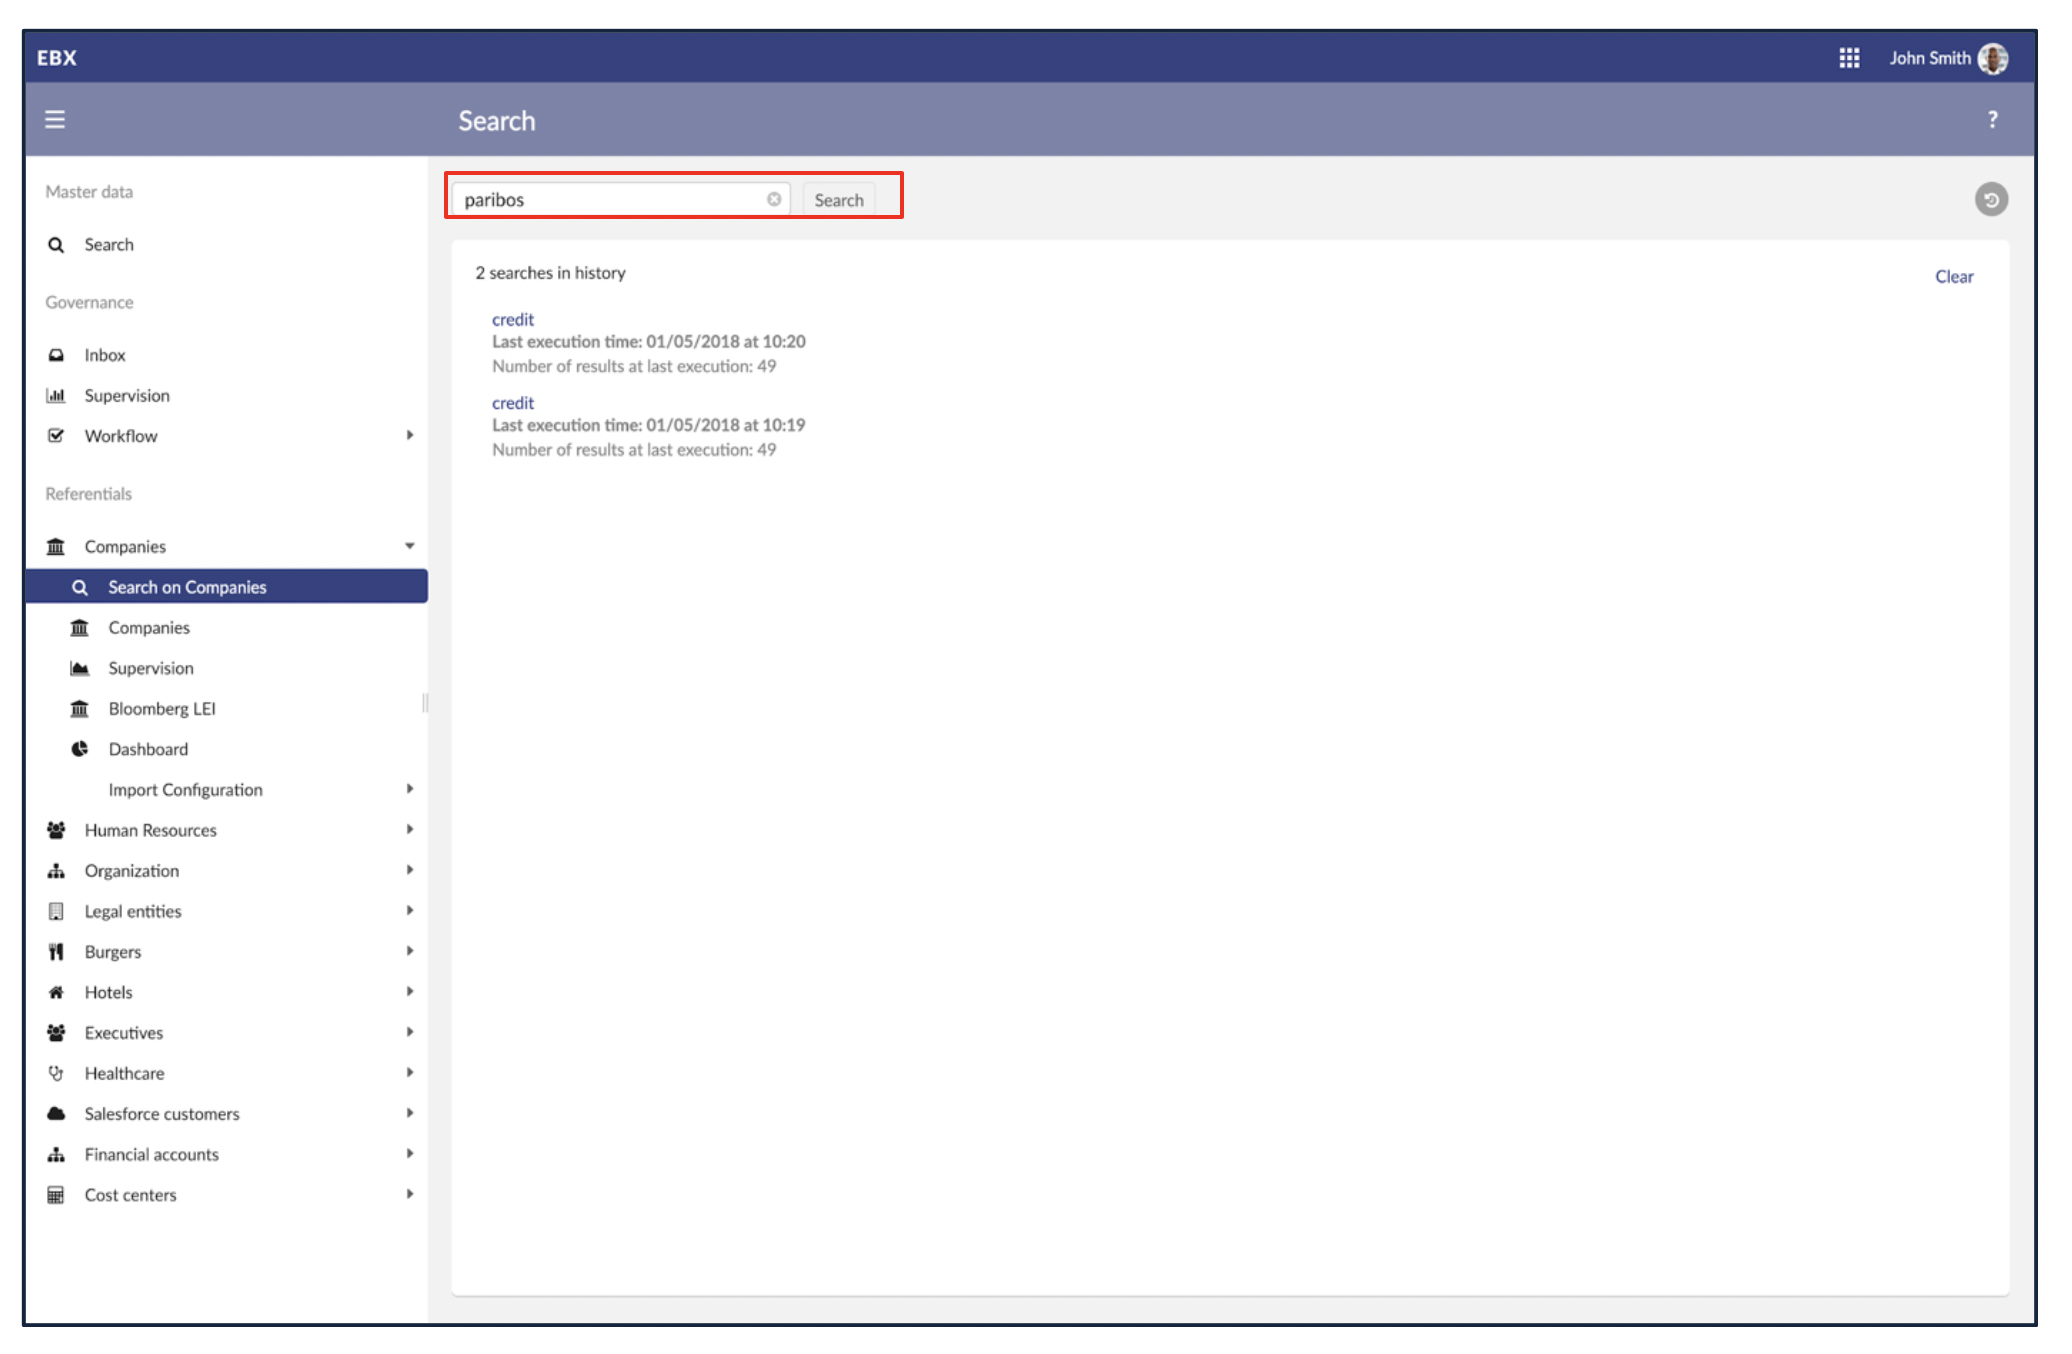 EBX
John Smith
Search
?
Master data
Search
Governance
Inbox
Supervision
Workflow
Referentials
Companies
Search on Companies
Companies
Supervision
Bloomberg LEI
Dashboard
Import Configuration
Human Resources
Organization
Legal entities
Burgers
Hotels
Executives
Healthcare
Salesforce customers
Financial accounts
Cost centers
paribos
Search
2 searches in history
Clear
credit
Last execution time: 01/05/2018 at 10:20
Number of results at last execution: 49
credit
Last execution time: 01/05/2018 at 10:19
Number of results at last execution: 49